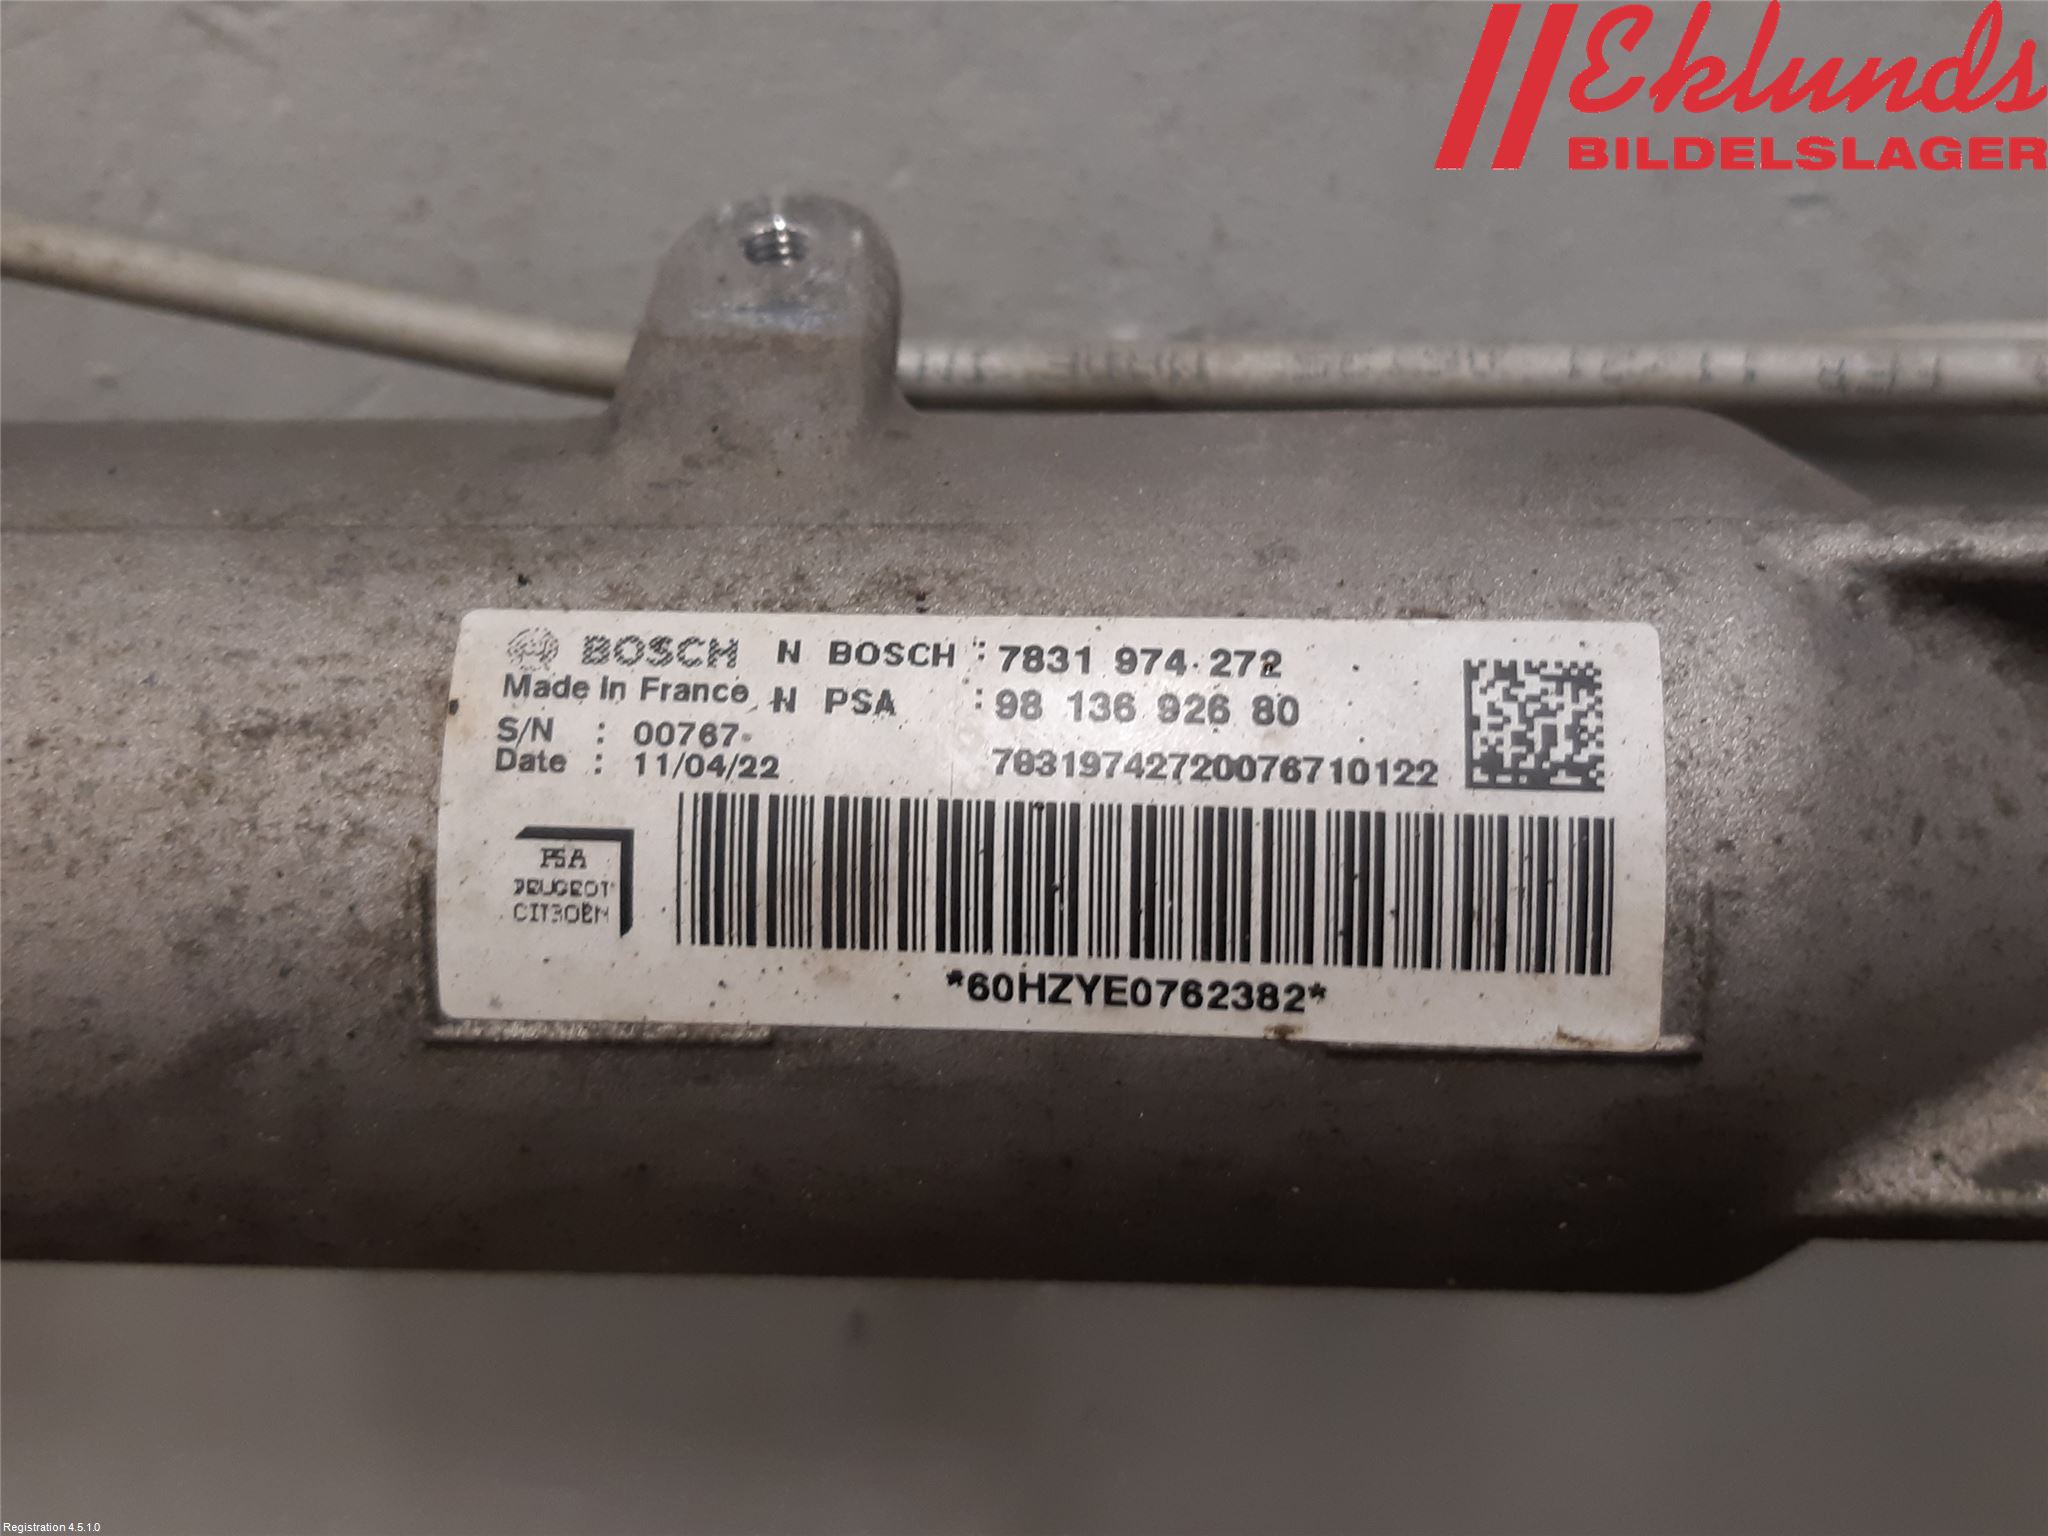 Eklunds
BILDELSLAGER
BOSCH N BOSCH : 7831 974 272
Made In France N PSA : 98 136 926 80
S/N : 00767
Date : 11/04/22 78319742720076710122
PSA
PEUGEOT
CITROËN
*60HZYE0762382*
Registration 4.5.1.0